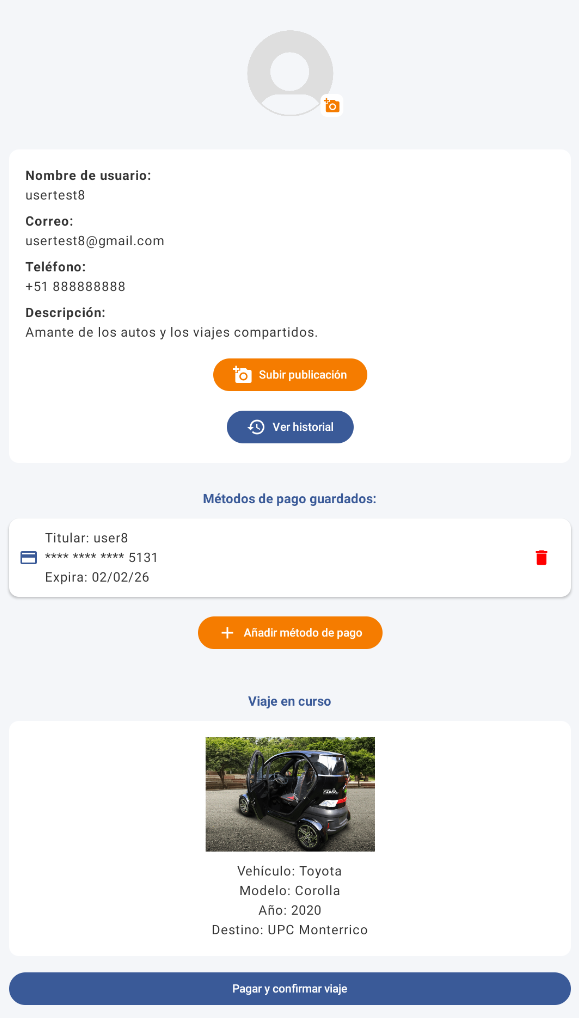 Nombre de usuario:
usertest8
Correo:
usertest8@gmail.com
Teléfono:
+51 888888888
Descripción:
Amante de los autos y los viajes compartidos.
Subir publicación
Ver historial
Métodos de pago guardados:
Titular: user8
**** **** **** 5131
Expira: 02/02/26
Añadir método de pago
Viaje en curso
Vehículo: Toyota
Modelo: Corolla
Año: 2020
Destino: UPC Monterrico
Pagar y confirmar viaje